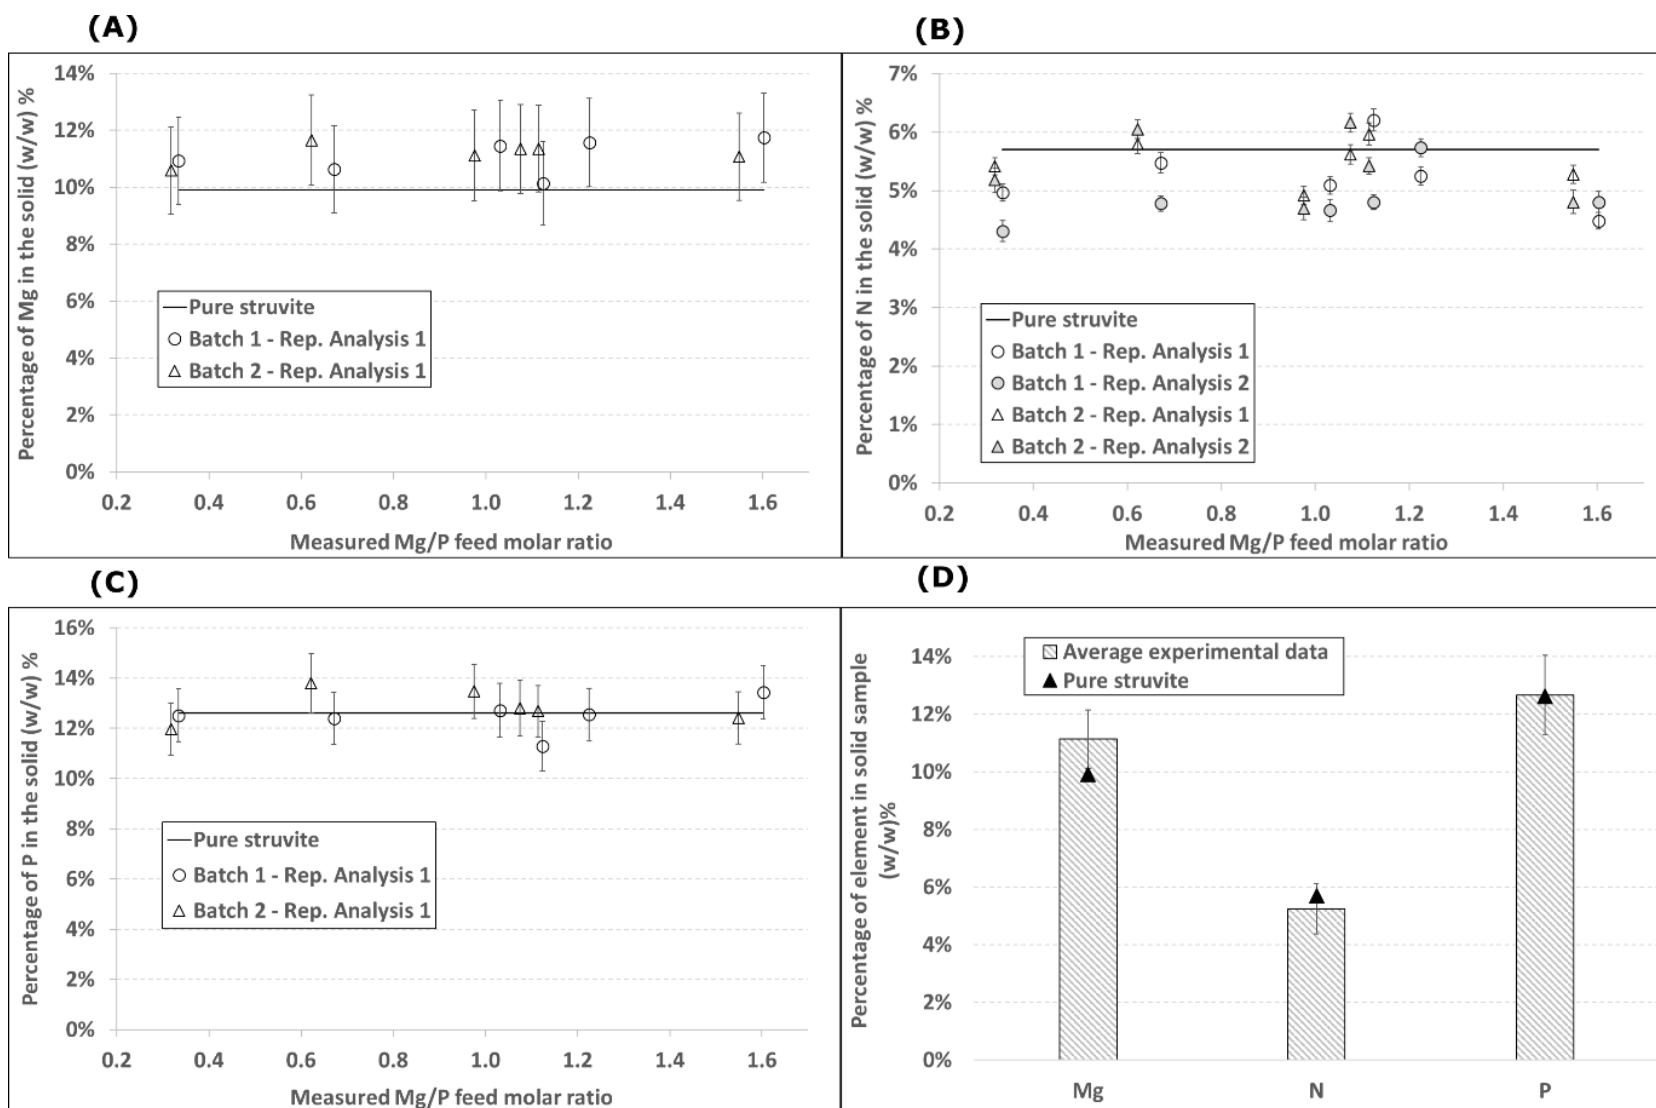 (A)
Percentage of Mg in the solid (w/w) %
14%
12%
10%
8%
6%
4%
2%
0%
Pure struvite
Batch 1 - Rep. Analysis 1
Batch 2 - Rep. Analysis 1
0.2 0.4 0.6 0.8 1.0 1.2 1.4 1.6
Measured Mg/P feed molar ratio
(B)
Percentage of N in the solid (w/w) %
7%
6%
5%
4%
3%
2%
1%
0%
Pure struvite
Batch 1 - Rep. Analysis 1
Batch 1 - Rep. Analysis 2
Batch 2 - Rep. Analysis 1
Batch 2 - Rep. Analysis 2
0.2 0.4 0.6 0.8 1.0 1.2 1.4 1.6
Measured Mg/P feed molar ratio
(C)
Percentage of P in the solid (w/w) %
16%
14%
12%
10%
8%
6%
4%
2%
0%
Pure struvite
Batch 1 - Rep. Analysis 1
Batch 2 - Rep. Analysis 1
0.2 0.4 0.6 0.8 1.0 1.2 1.4 1.6
Measured Mg/P feed molar ratio
(D)
Percentage of element in solid sample
(w/w)%
14%
12%
10%
8%
6%
4%
2%
0%
Average experimental data
Pure struvite
Mg N P